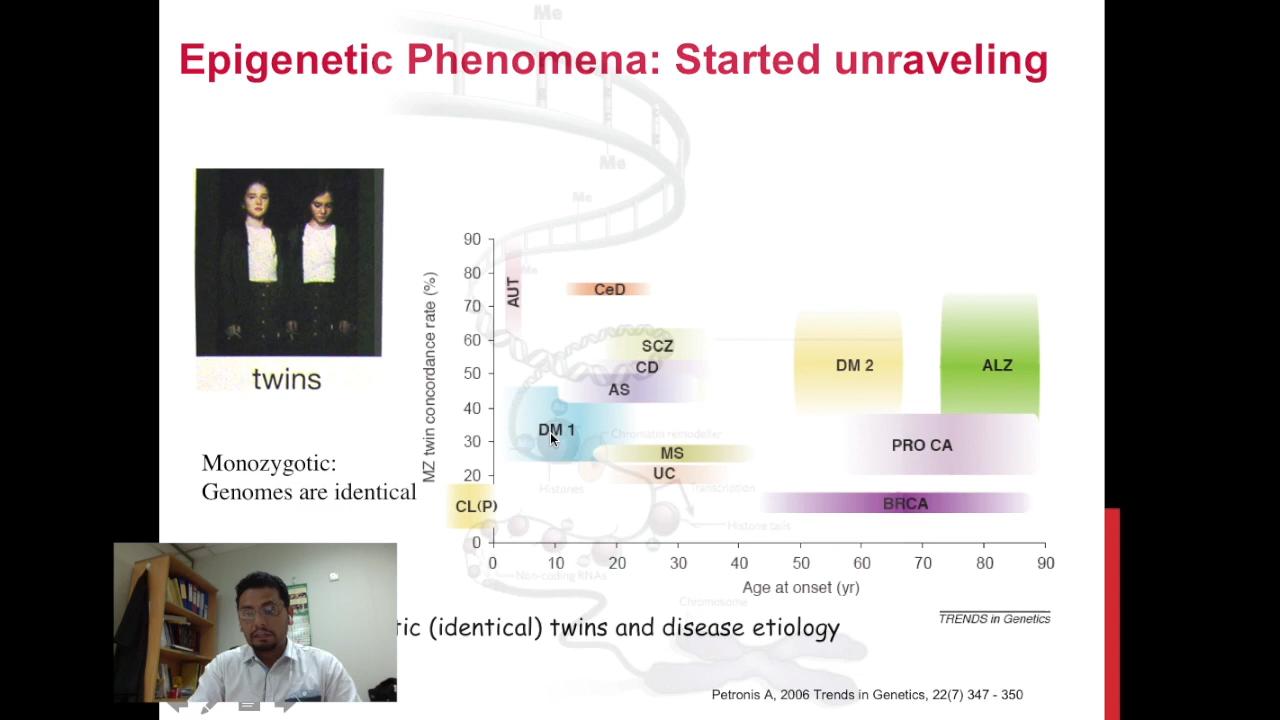 Me
Epigenetic Phenomena: Started unraveling
Me
Me
Me
twins
Monozygotic:
Genomes are identical
MZ twin concordance rate (%)
90
80
70
60
50
40
30
20
0
AUT
CeD
SCZ
CD
AS
DM 1
MS
UC
CL(P)
DM 2
ALZ
PRO CA
BRCA
Chromatin remodeller
Histones
Transcription
Histone tails
Non-coding RNAs
Chromosome
0 10 20 30 40 50 60 70 80 90
Age at onset (yr)
TRENDS in Genetics
tic (identical) twins and disease etiology
Petronis A, 2006 Trends in Genetics, 22(7) 347 - 350